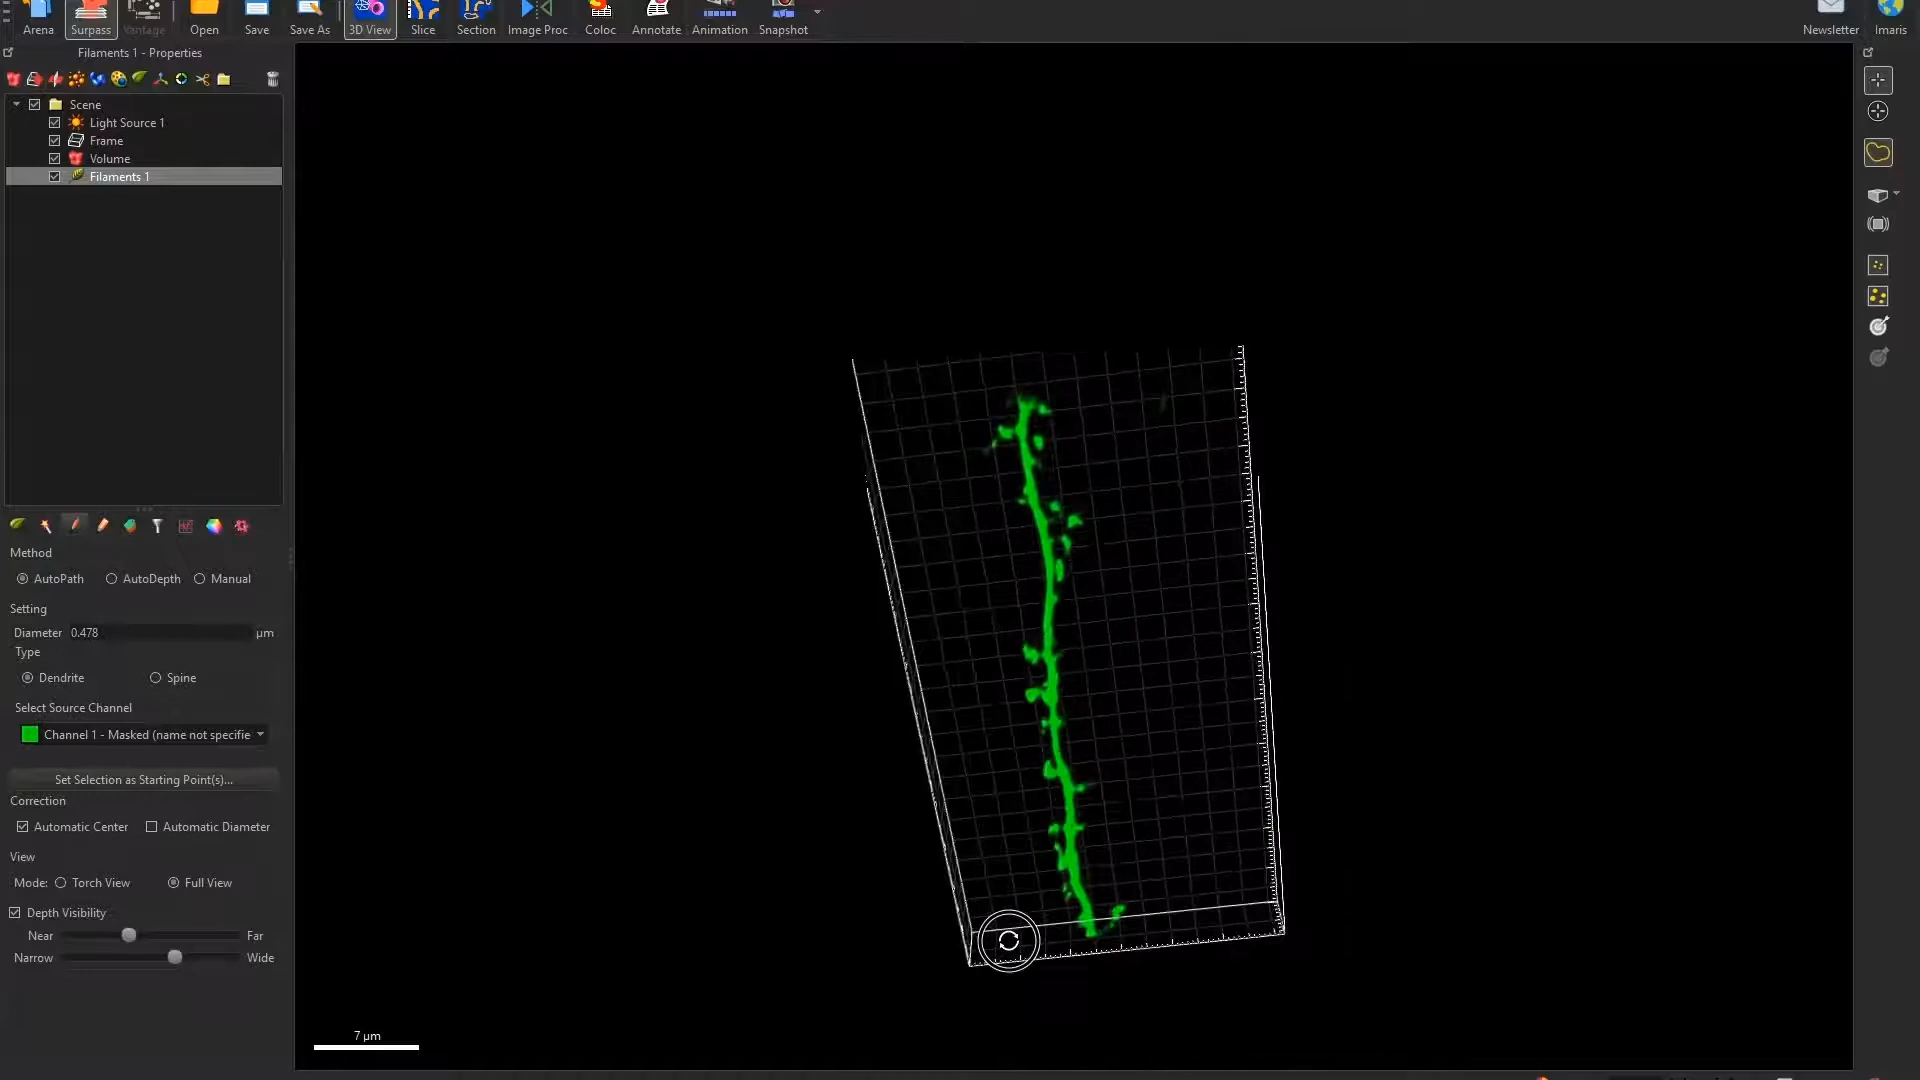 Arena Surpass Vantage Open Save Save As 3D View Slice Section Image Proc Coloc Annotate Animation Snapshot Newsletter Imaris
Filaments 1 - Properties
Scene
Light Source 1
Frame
Volume
Filaments 1
Method
AutoPath AutoDepth Manual
Setting
Diameter 0.478 µm
Type
Dendrite Spine
Select Source Channel
Channel 1 - Masked (name not specifie
Set Selection as Starting Point(s)...
Correction
Automatic Center Automatic Diameter
View
Mode: Torch View Full View
Depth Visibility
Near Far
Narrow Wide
7 µm